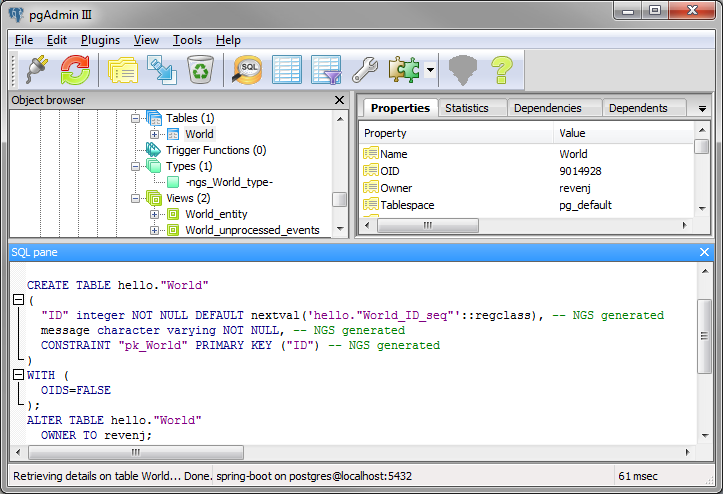 pgAdmin III
File Edit Plugins View Tools Help
SQL
Object browser
Tables (1)
World
Trigger Functions (0)
Types (1)
-ngs_World_type-
Views (2)
World_entity
World_unprocessed_events
Properties Statistics Dependencies Dependents
Property Value
Name World
OID 9014928
Owner revenj
Tablespace pg_default
SQL pane
CREATE TABLE hello."World"
(
"ID" integer NOT NULL DEFAULT nextval('hello."World_ID_seq"'::regclass), -- NGS generated
message character varying NOT NULL, -- NGS generated
CONSTRAINT "pk_World" PRIMARY KEY ("ID") -- NGS generated
)
WITH (
OIDS=FALSE
);
ALTER TABLE hello."World"
OWNER TO revenj;
Retrieving details on table World... Done. spring-boot on postgres@localhost:5432 61 msec